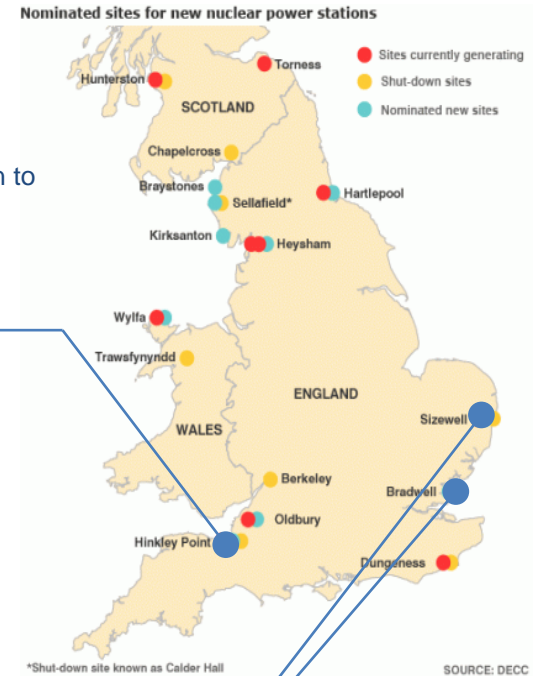 Nominated sites for new nuclear power stations
Sites currently generating
Shut-down sites
Nominated new sites
Torness
Hunterston
SCOTLAND
Chapelcross
n to
Braystones
Sellafield*
Hartlepool
Kirksanton
Heysham
Wylfa
Trawsfynyndd
ENGLAND
Sizewell
WALES
Berkeley
Bradwell
Oldbury
Hinkley Point
Dungeness
*Shut-down site known as Calder Hall
SOURCE: DECC